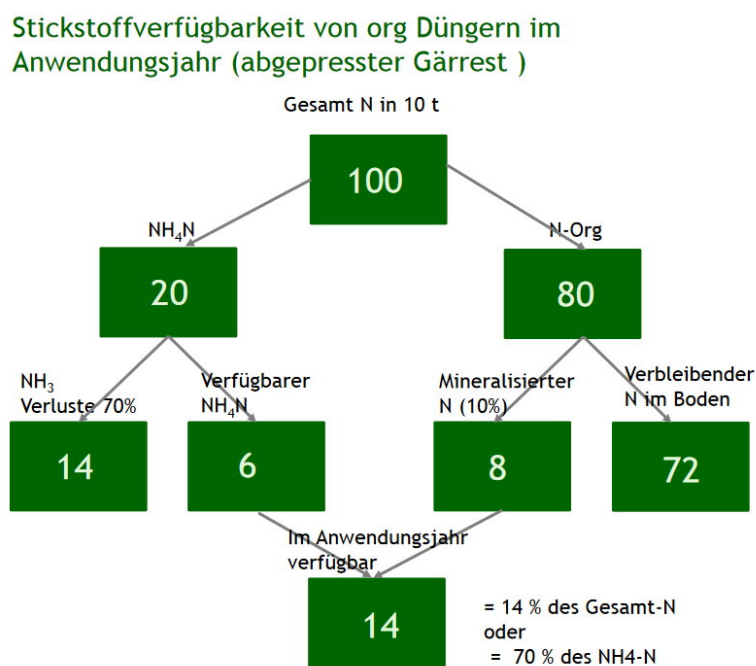 Stickstoffverfügbarkeit von org Düngern im
Anwendungsjahr (abgepresster Gärrest )
Gesamt N in 10 t
100
NH₄N
N-Org
20
80
NH₃
Verluste 70%
Verfügbarer
NH₄N
Mineralisierter
N (10%)
Verbleibender
N im Boden
14
6
8
72
Im Anwendungsjahr
verfügbar
14
= 14 % des Gesamt-N
oder
= 70 % des NH4-N